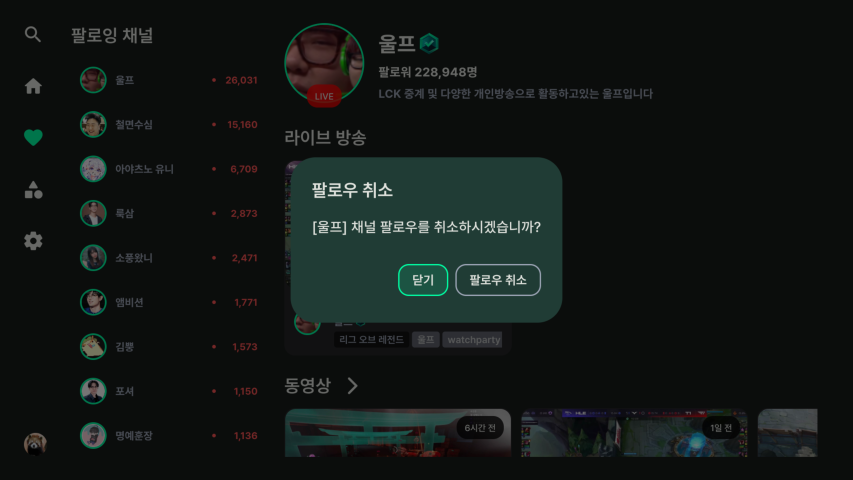 팔로잉 채널
울프 26,031
철면수심 15,160
아야츠노 유니 6,709
룩삼 2,873
소풍왔니 2,471
앰비션 1,771
김뿡 1,573
포셔 1,150
명예훈장 1,136
울프
팔로워 228,948명
LCK 중계 및 다양한 개인방송으로 활동하고있는 울프입니다
LIVE
라이브 방송
팔로우 취소
[울프] 채널 팔로우를 취소하시겠습니까?
닫기 팔로우 취소
울프
리그 오브 레전드 울프 watchparty
동영상
6시간 전 1일 전